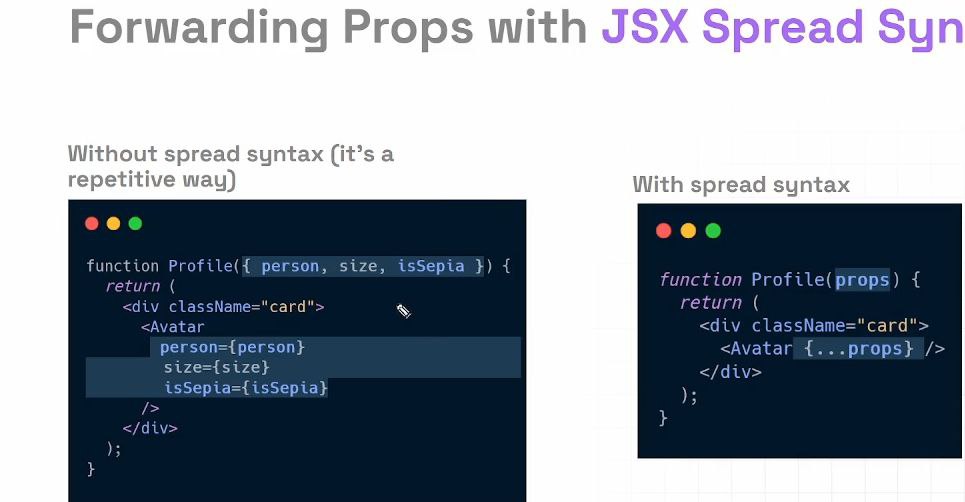 Forwarding Props with JSX Spread Syn
Without spread syntax (it's a
repetitive way)
function Profile({ person, size, isSepia }) {
return (
<div className="card">
<Avatar
person={person}
size={size}
isSepia={isSepia}
/>
</div>
);
}
With spread syntax
function Profile(props) {
return (
<div className="card">
<Avatar {...props} />
</div>
);
}